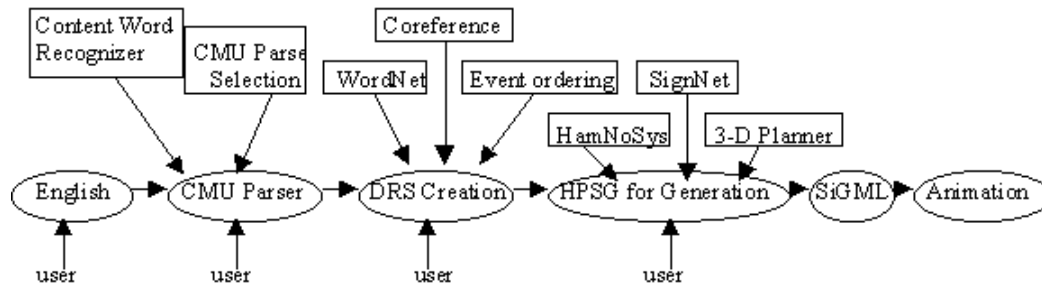 Content Word
Recognizer
CMU Parse
Selection
Coreference
WordNet
Event ordering
SignNet
HamNoSys
3-D Planner
English
CMU Parser
DRS Creation
HPSG for Generation
SiGML
Animation
user
user
user
user